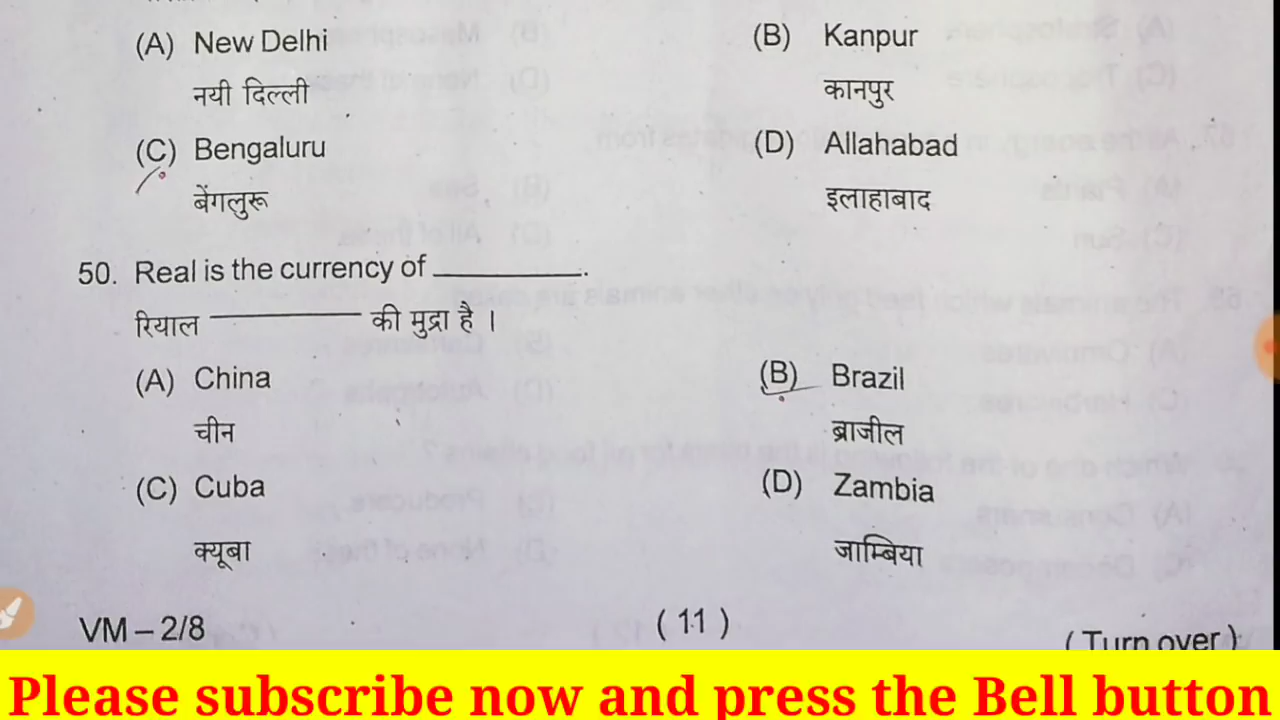 (A) New Delhi (B) Kanpur
नयी दिल्ली कानपुर
(C) Bengaluru (D) Allahabad
बेंगलुरू इलाहाबाद
50. Real is the currency of ________.
रियाल ________ की मुद्रा है ।
(A) China (B) Brazil
चीन ब्राजील
(C) Cuba (D) Zambia
क्यूबा जाम्बिया
VM – 2/8 ( 11 ) ( Turn over )
Please subscribe now and press the Bell button